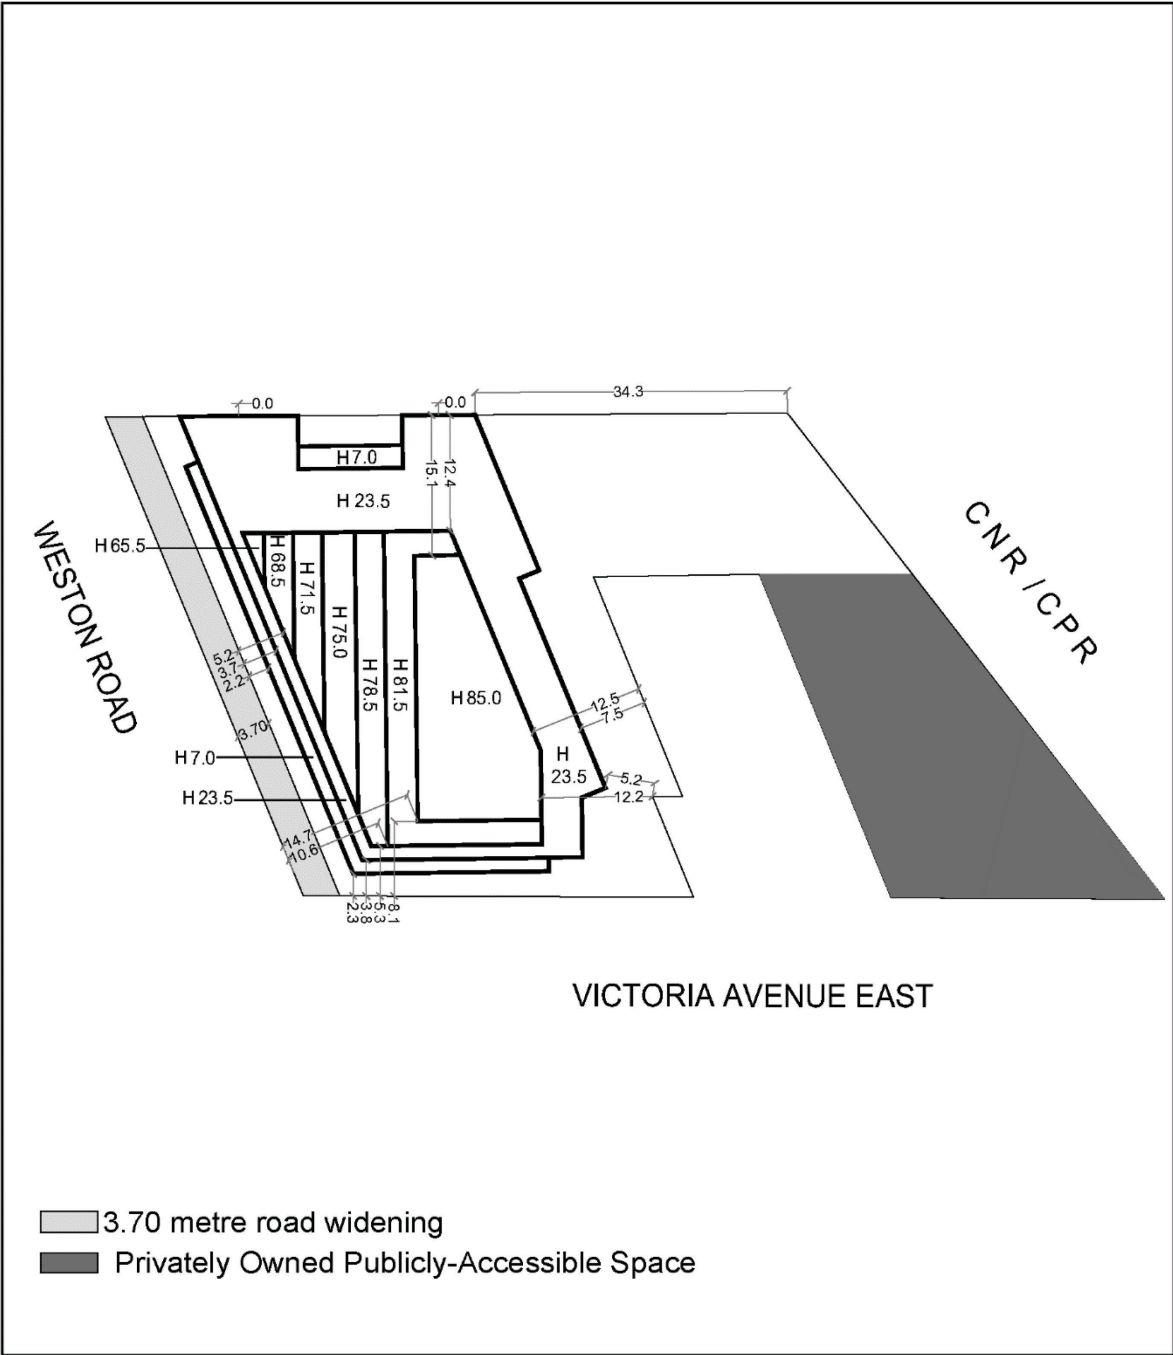 34.3
0.0
0.0
H7.0
15.1
12.4
H 23.5
WESTON ROAD
CNR / CPR
H 65.5
H 68.5
H 71.5
H 75.0
H 78.5
H 81.5
H 85.0
5.2
3.7
2.2
3.70
12.5
7.5
H 7.0
H
23.5
H 23.5
5.2
12.2
14.7
10.6
2.3
3.8
5.3
8.1
VICTORIA AVENUE EAST
3.70 metre road widening
Privately Owned Publicly-Accessible Space